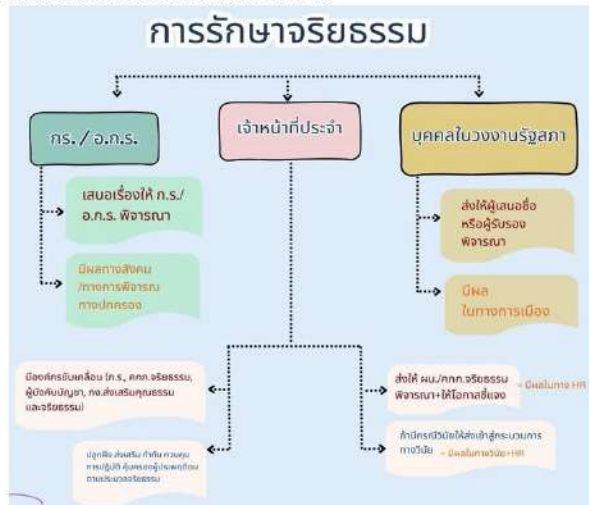 การรักษาจริยธรรม
กร. / อ.ก.ร.
เจ้าหน้าที่ประจำ
บุคคลในวงงานรัฐสภา
เสนอเรื่องให้ ก.ร./
อ.ก.ร. พิจารณา
มีผลทางสังคม
/ทางการพิจารณ
ทางปกครอง
ส่งให้ผู้เสนอชื่อ
หรือผู้รับรอง
พิจารณา
มีผล
ในทางการเมือง
มีองค์กรขับเคลื่อน (ก.ร., คกก.จริยธรรม,
ผู้บังคับบัญชา, กง.ส่งเสริมคุณธรรม
และจริยธรรม)
ปลูกฝัง ส่งเสริม กำกับ ควบคุม
การปฏิบัติ คุ้มครองผู้ประพฤติตน
ตามประมวลจริยธรรม
ส่งให้ ผบ./คกก.จริยธรรม
พิจารณา+ให้โอกาสชี้แจง
= มีผลในทาง HR
ถ้ามีกรณีวินัยให้ส่งเข้าสู่กระบวนการ
ทางวินัย = มีผลในทางวินัย+HR